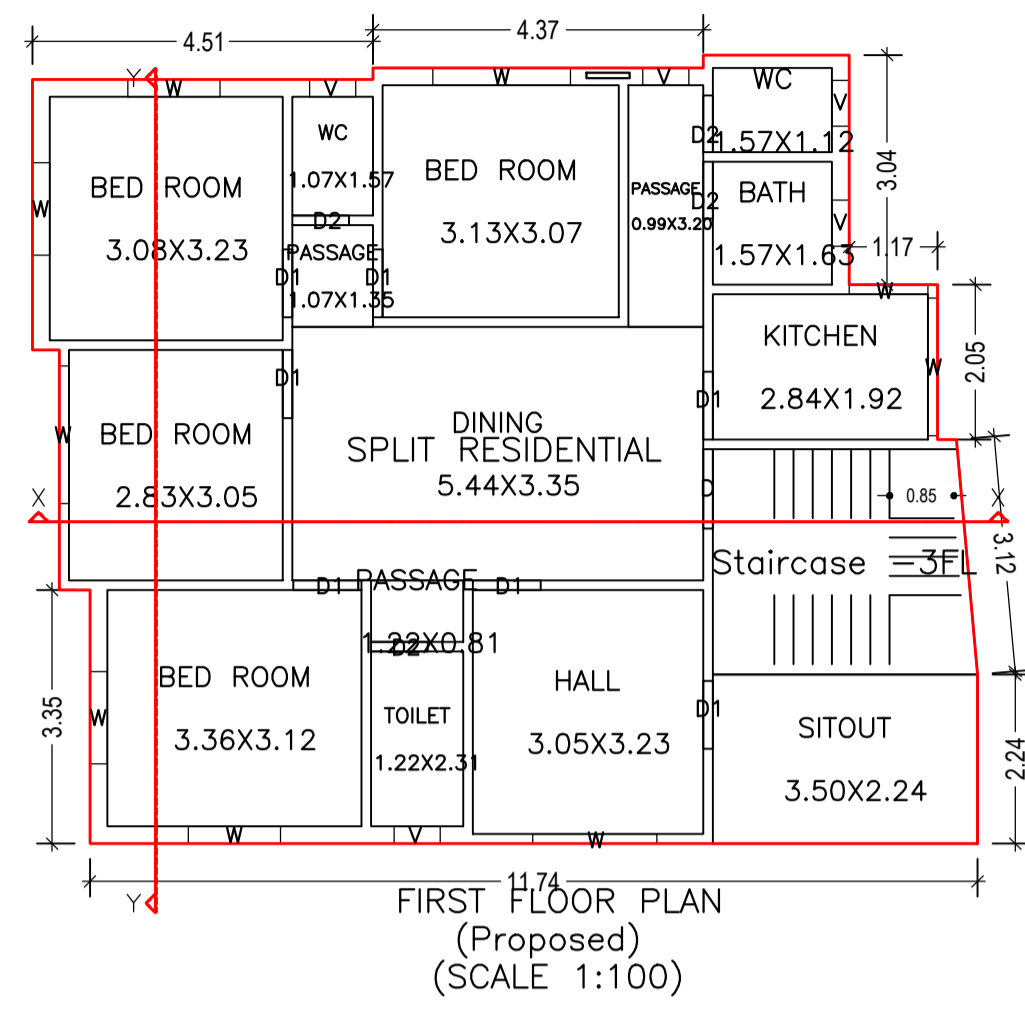 4.51
4.37
Y
W
V
W
V
WC
1.57X1.12
V
D2
WC
1.07X1.57
BED ROOM
3.08X3.23
W
BED ROOM
3.13X3.07
PASSAGE
0.99X3.20
D2
BATH
1.57X1.63
V
3.04
1.17
D2
PASSAGE
1.07X1.35
D1
D1
W
KITCHEN
2.84X1.92
W
2.05
D1
D1
BED ROOM
2.83X3.05
W
DINING
SPLIT RESIDENTIAL
5.44X3.35
D
0.85
X
X
Staircase -3FL
3.12
D1
PASSAGE
1.22X0.81
D1
D2
BED ROOM
3.36X3.12
W
3.35
TOILET
1.22X2.31
HALL
3.05X3.23
D1
SITOUT
3.50X2.24
2.24
W
V
W
11.74
Y
FIRST FLOOR PLAN
(Proposed)
(SCALE 1:100)